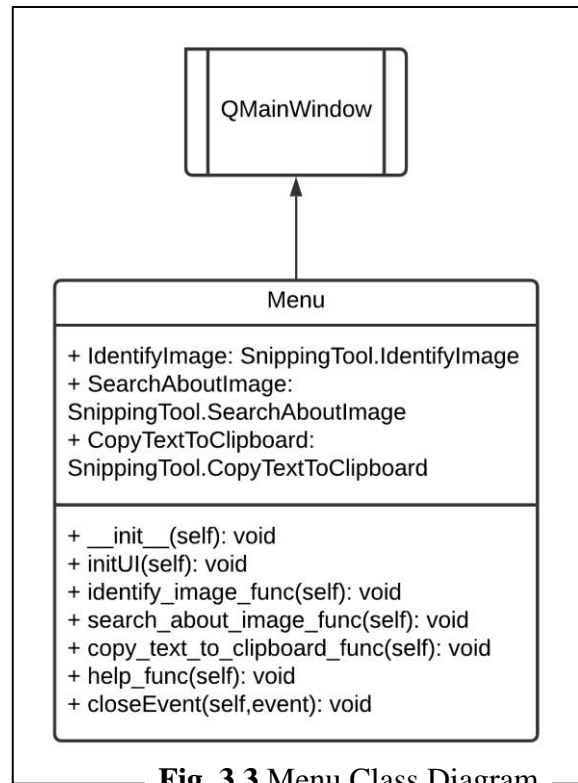 QMainWindow
Menu
+ IdentifyImage: SnippingTool.IdentifyImage
+ SearchAboutImage:
SnippingTool.SearchAboutImage
+ CopyTextToClipboard:
SnippingTool.CopyTextToClipboard
+ __init__(self): void
+ initUI(self): void
+ identify_image_func(self): void
+ search_about_image_func(self): void
+ copy_text_to_clipboard_func(self): void
+ help_func(self): void
+ closeEvent(self,event): void
Fig. 3.3 Menu Class Diagram